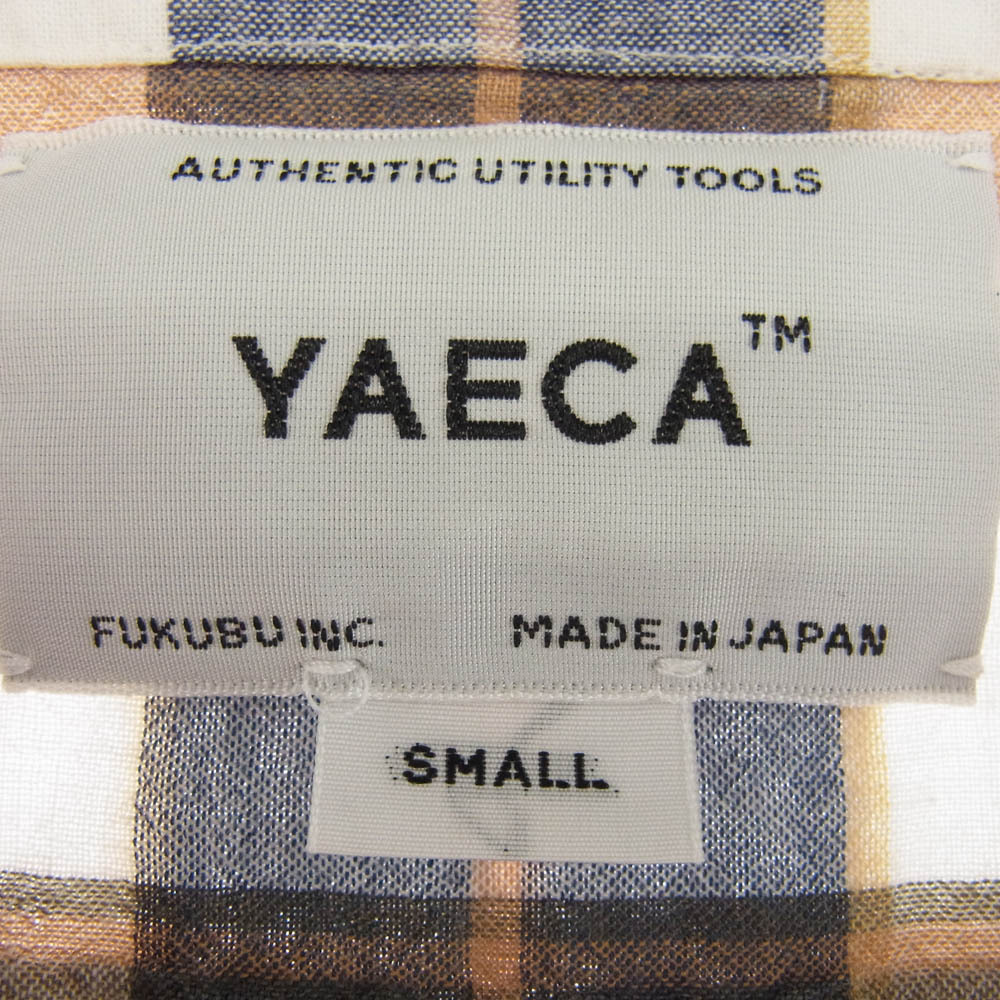 AUTHENTIC UTILITY TOOLS
YAECA™
FUKUBU INC. MADE IN JAPAN
SMALL